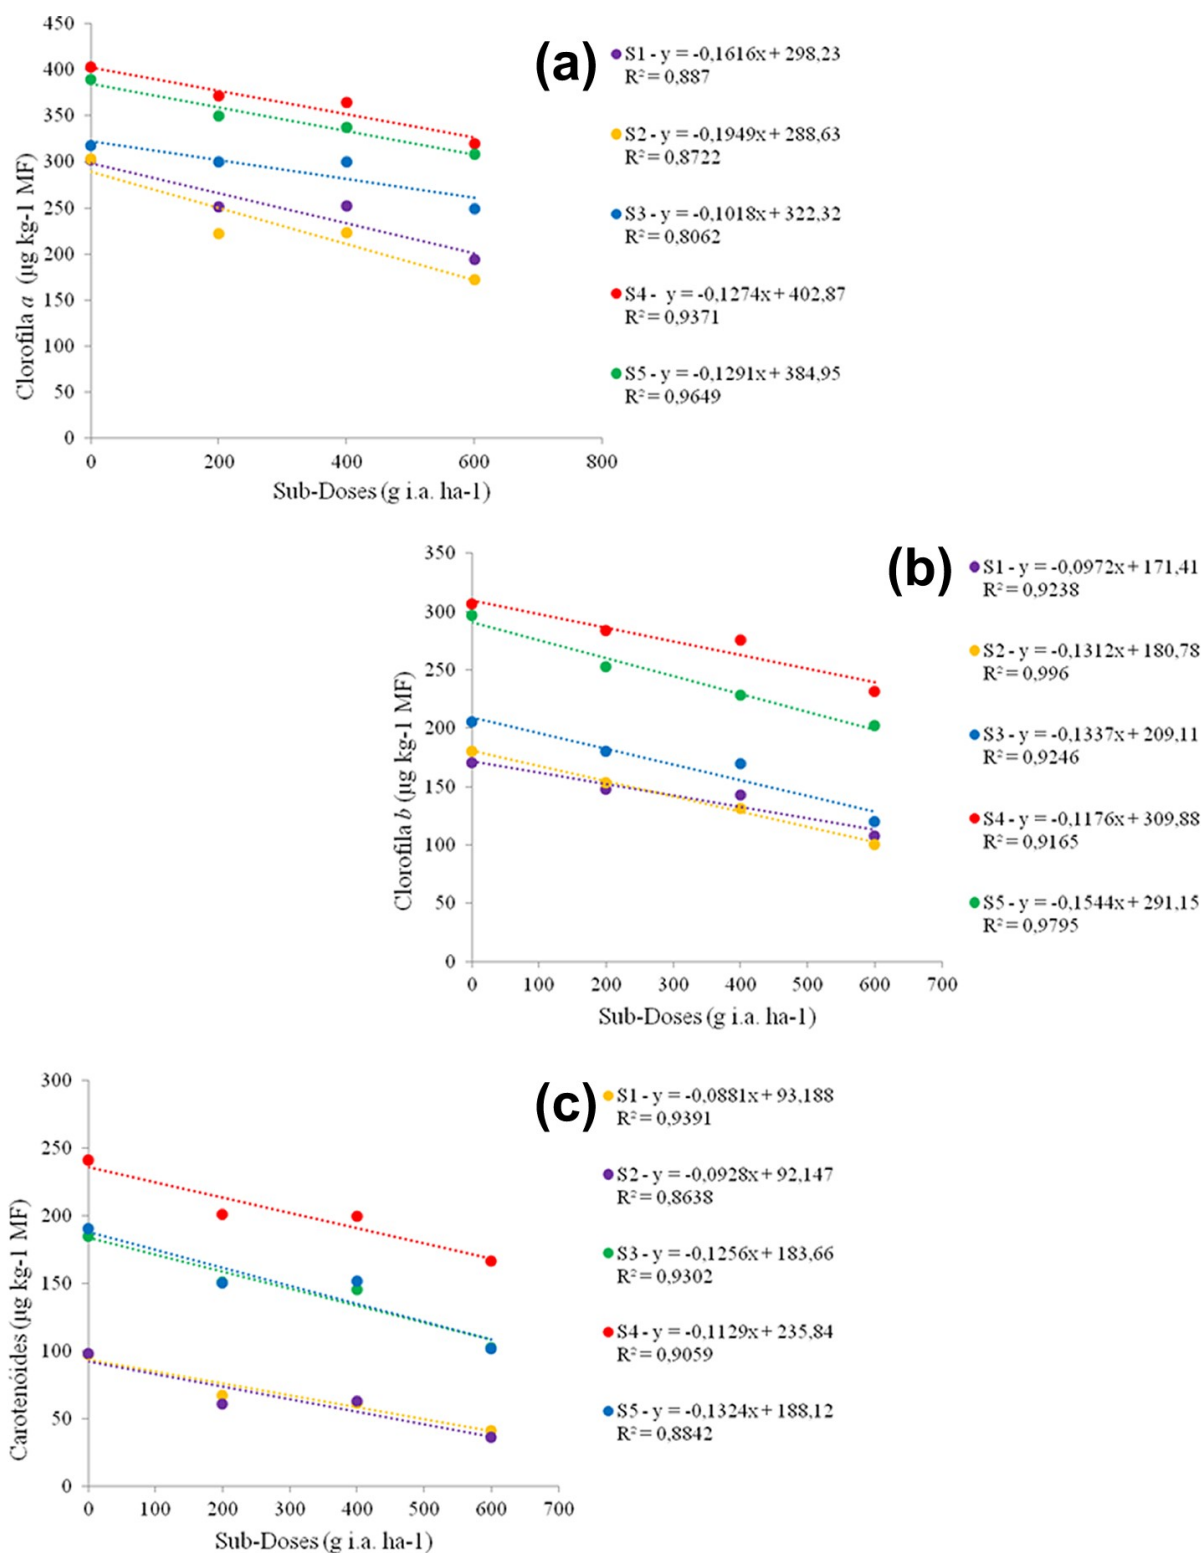 (a)
450
400
350
300
250
200
150
100
50
0
Clorofila a (µg kg-1 MF)
0 200 400 600 800
Sub-Doses (g i.a. ha-1)
S1 - y = -0,1616x + 298,23
R² = 0,887
S2 - y = -0,1949x + 288,63
R² = 0,8722
S3 - y = -0,1018x + 322,32
R² = 0,8062
S4 - y = -0,1274x + 402,87
R² = 0,9371
S5 - y = -0,1291x + 384,95
R² = 0,9649
(b)
350
300
250
200
150
100
50
0
Clorofila b (µg kg-1 MF)
0 100 200 300 400 500 600 700
Sub-Doses (g i.a. ha-1)
S1 - y = -0,0972x + 171,41
R² = 0,9238
S2 - y = -0,1312x + 180,78
R² = 0,996
S3 - y = -0,1337x + 209,11
R² = 0,9246
S4 - y = -0,1176x + 309,88
R² = 0,9165
S5 - y = -0,1544x + 291,15
R² = 0,9795
(c)
300
250
200
150
100
50
0
Carotenóides (µg kg-1 MF)
0 100 200 300 400 500 600 700
Sub-Doses (g i.a. ha-1)
S1 - y = -0,0881x + 93,188
R² = 0,9391
S2 - y = -0,0928x + 92,147
R² = 0,8638
S3 - y = -0,1256x + 183,66
R² = 0,9302
S4 - y = -0,1129x + 235,84
R² = 0,9059
S5 - y = -0,1324x + 188,12
R² = 0,8842